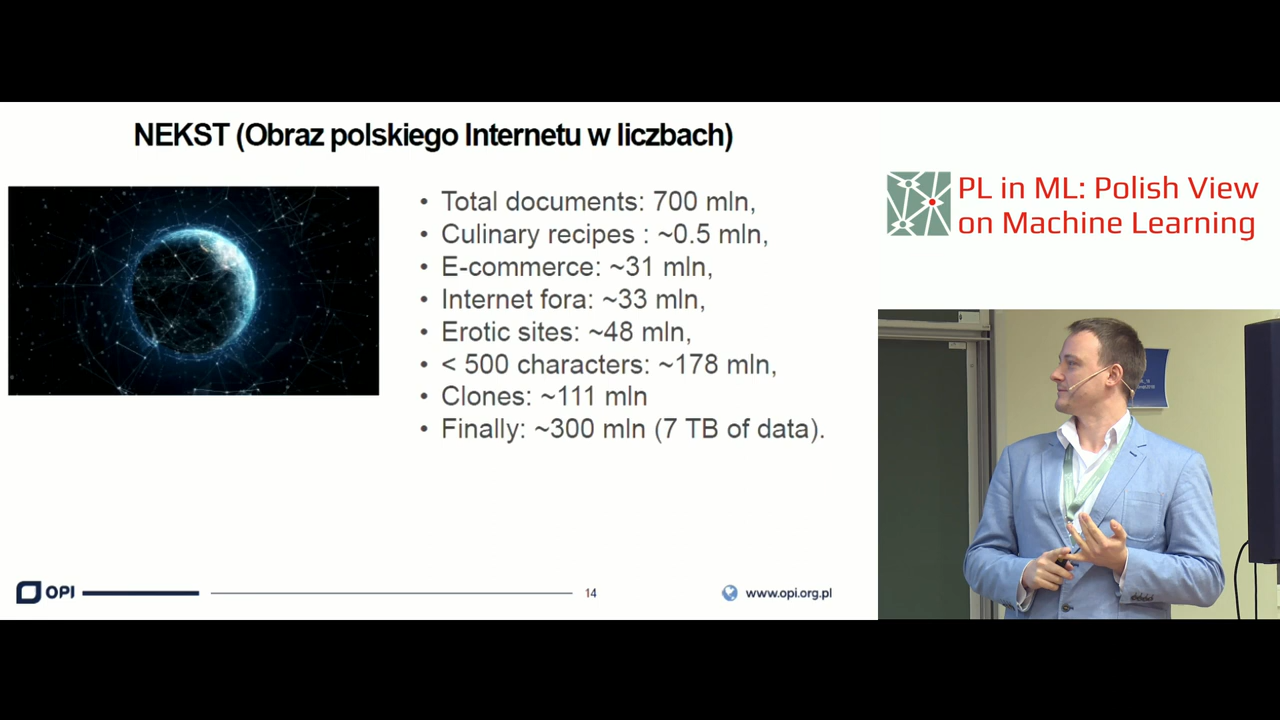 NEKST (Obraz polskiego Internetu w liczbach)
• Total documents: 700 mln,
• Culinary recipes : ~0.5 mln,
• E-commerce: ~31 mln,
• Internet fora: ~33 mln,
• Erotic sites: ~48 mln,
• < 500 characters: ~178 mln,
• Clones: ~111 mln
• Finally: ~300 mln (7 TB of data).
OPI
14
www.opi.org.pl
PL in ML: Polish View
on Machine Learning